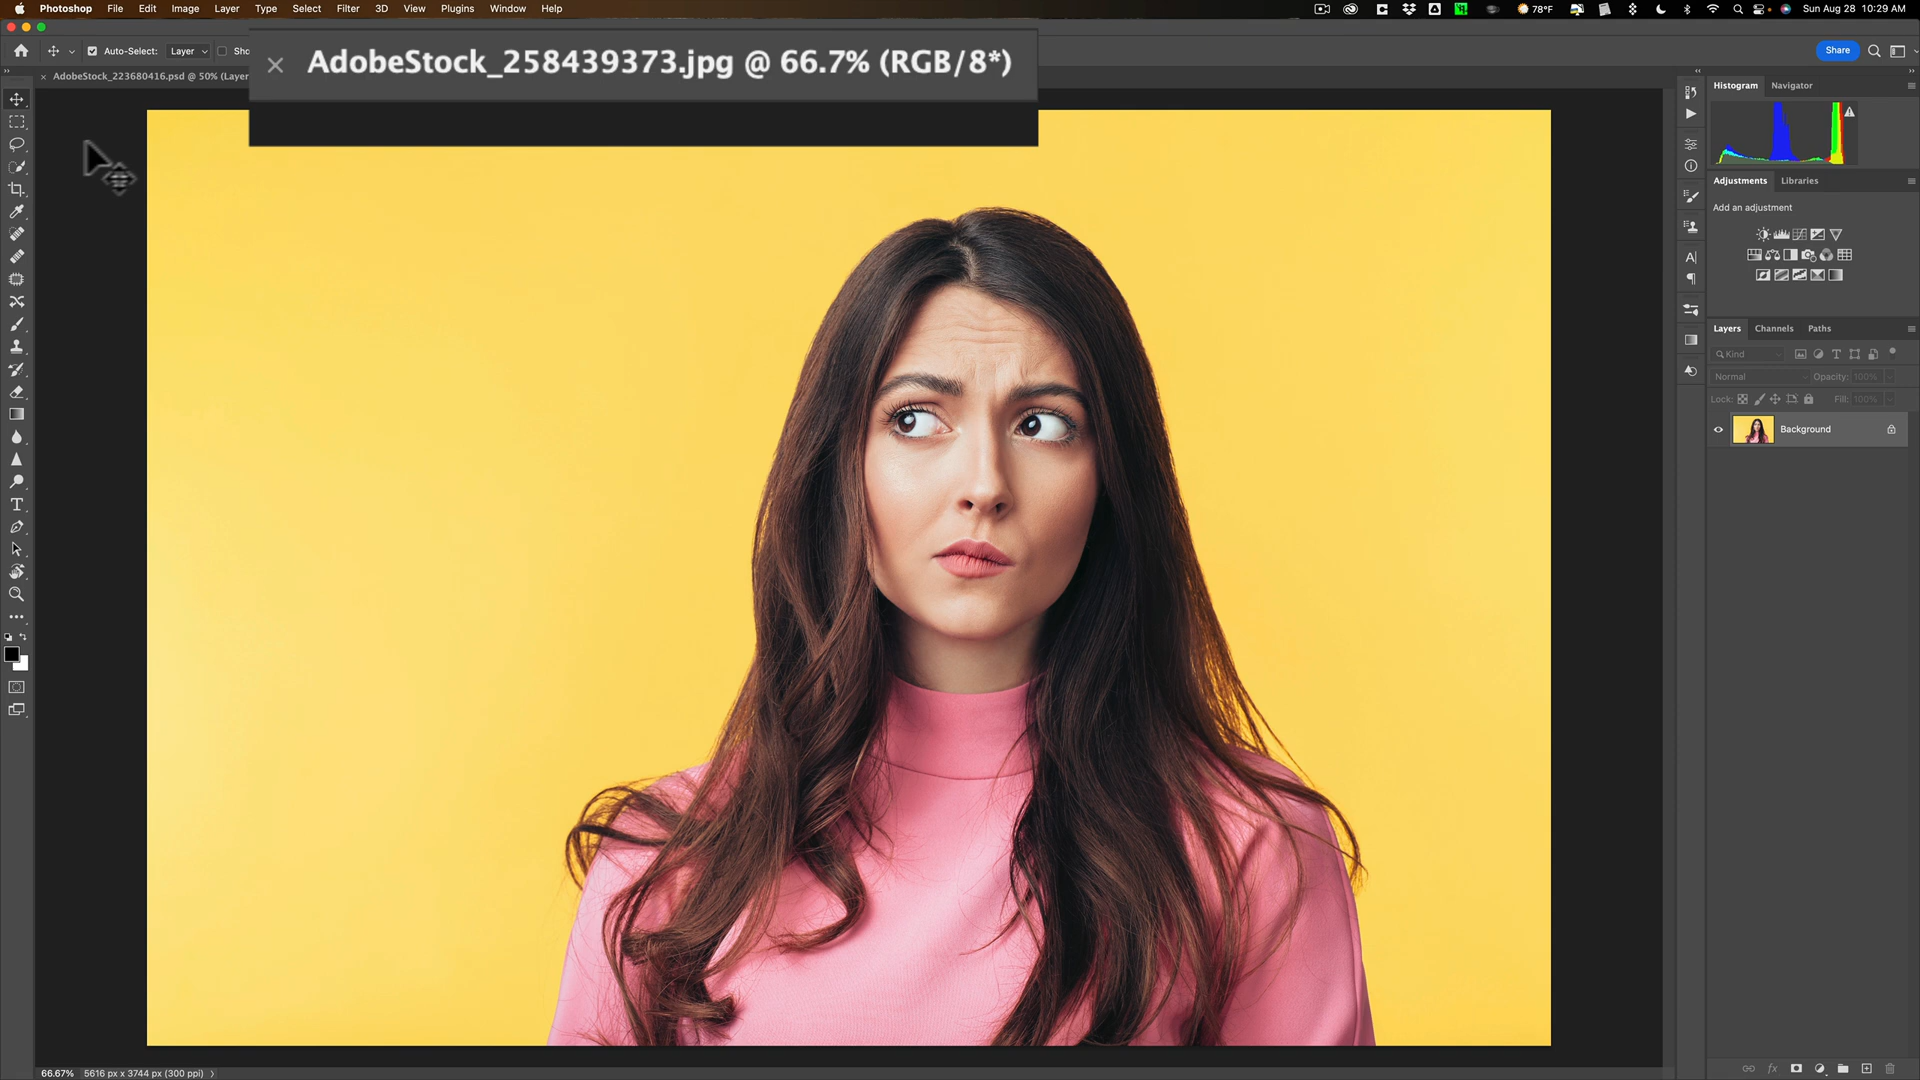 Photoshop File Edit Image Layer Type Select Filter 3D View Plugins Window Help 78°F Sun Aug 28 10:29 AM
Auto-Select: Layer Sho Share
AdobeStock_223680416.psd @ 50% (Layer
AdobeStock_258439373.jpg @ 66.7% (RGB/8*)
Histogram Navigator
Adjustments Libraries
Add an adjustment
Layers Channels Paths
Kind
Normal Opacity: 100%
Lock: Fill: 100%
Background
66.67% 5616 px x 3744 px (300 ppi)